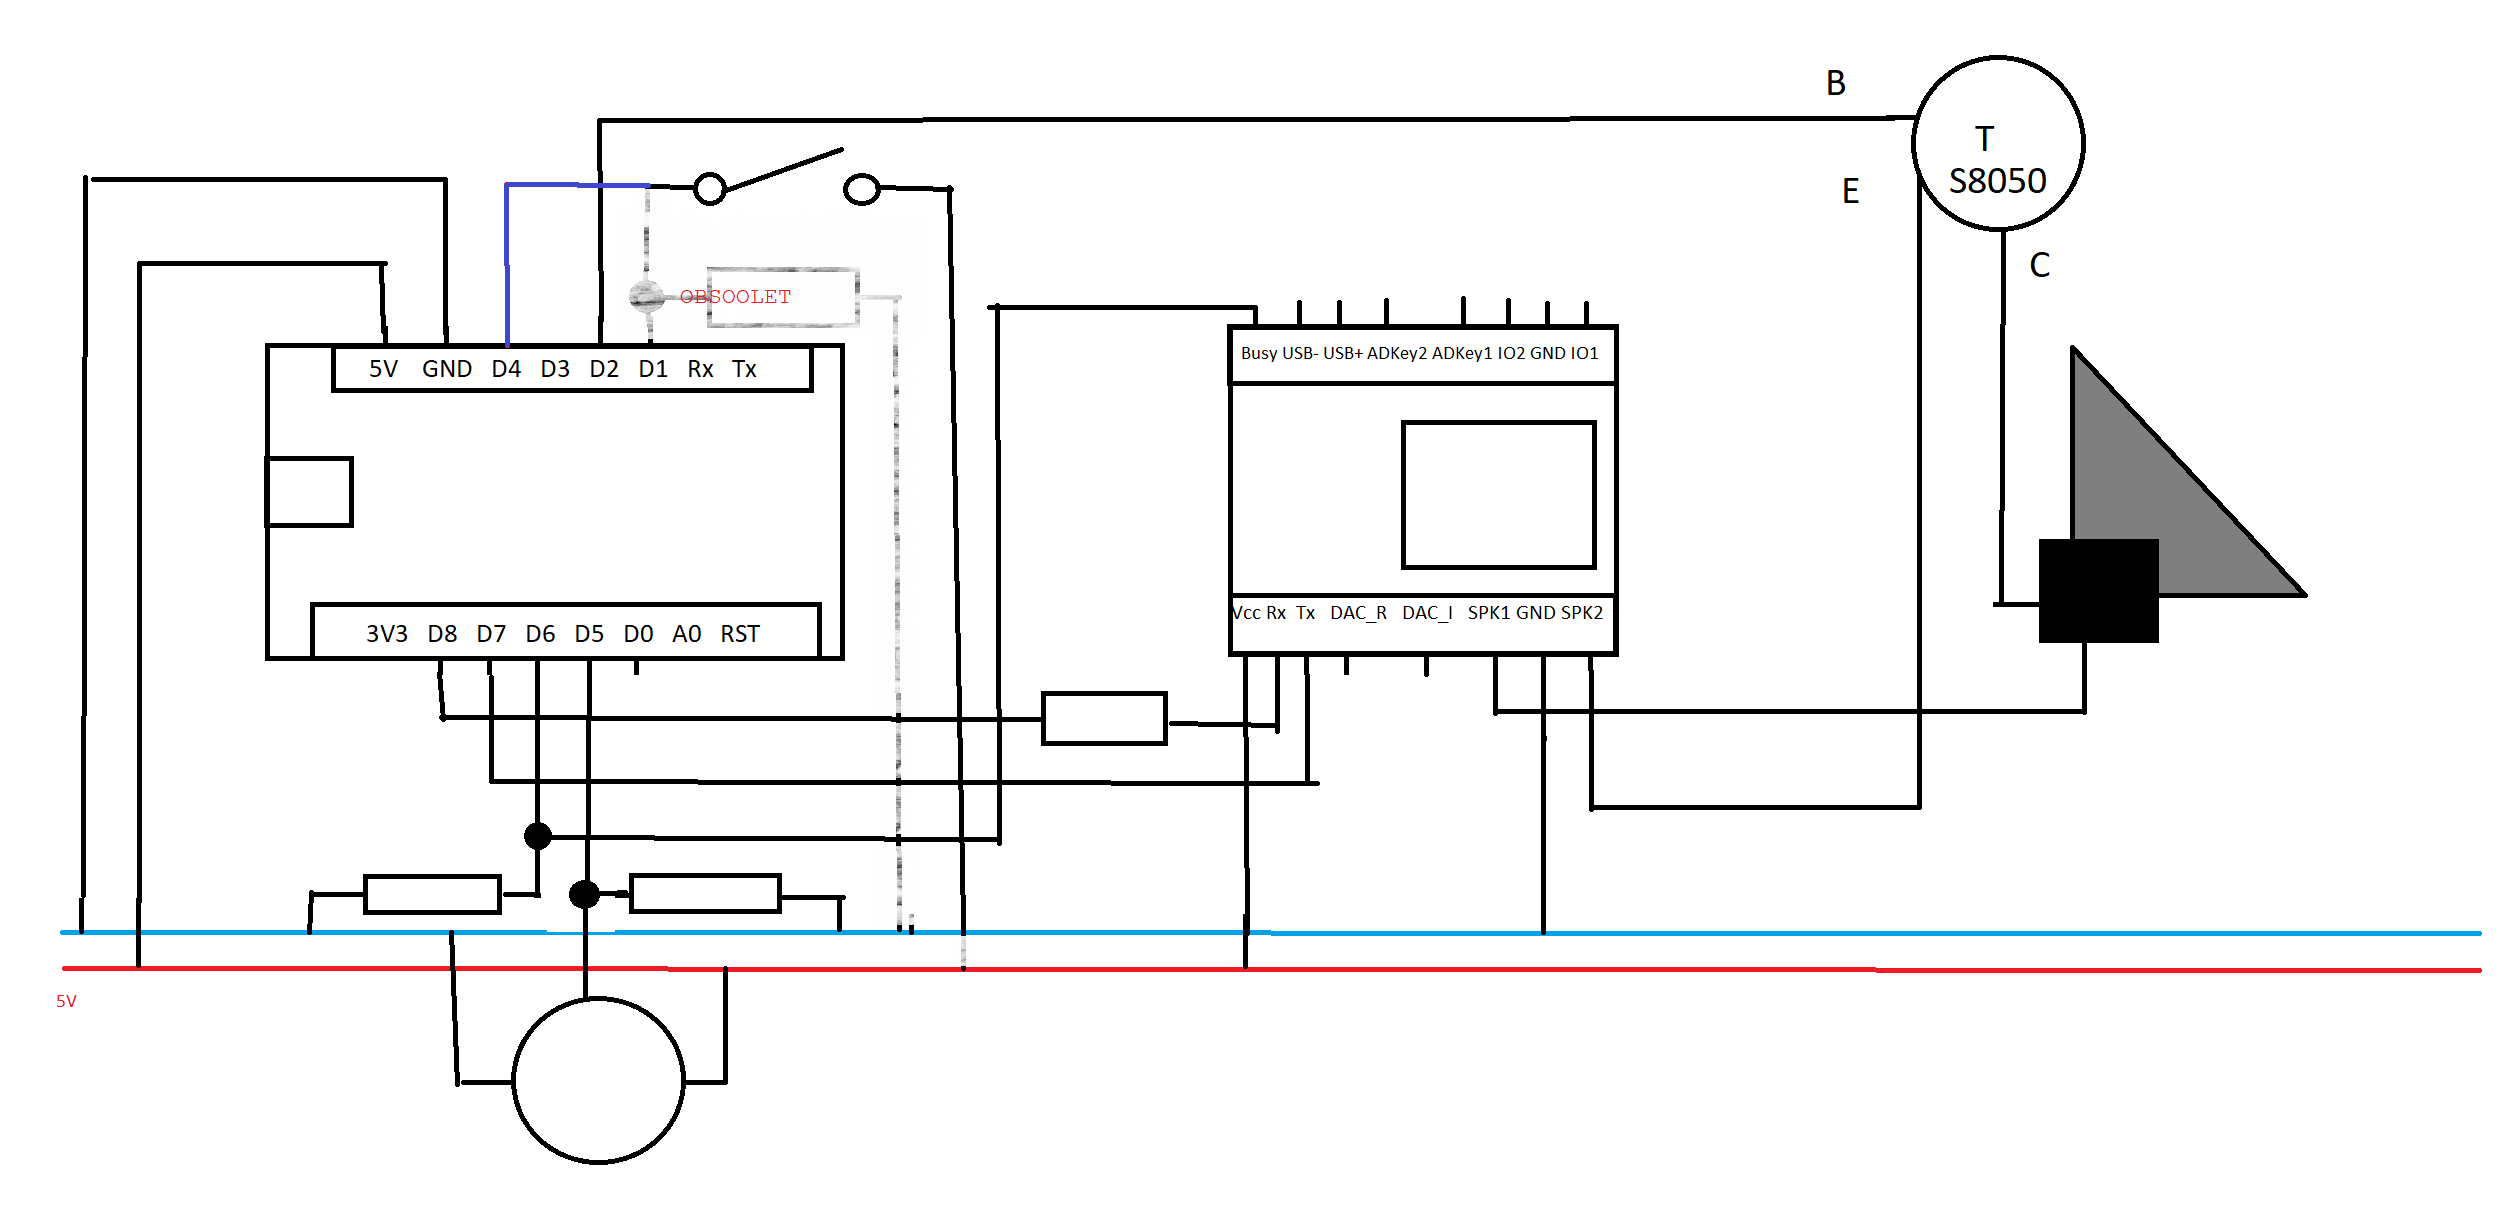 B
T
S8050
E
C
OBSOOLET
5V GND D4 D3 D2 D1 Rx Tx
Busy USB- USB+ ADKey2 ADKey1 IO2 GND IO1
3V3 D8 D7 D6 D5 D0 A0 RST
Vcc Rx Tx DAC_R DAC_I SPK1 GND SPK2
5V